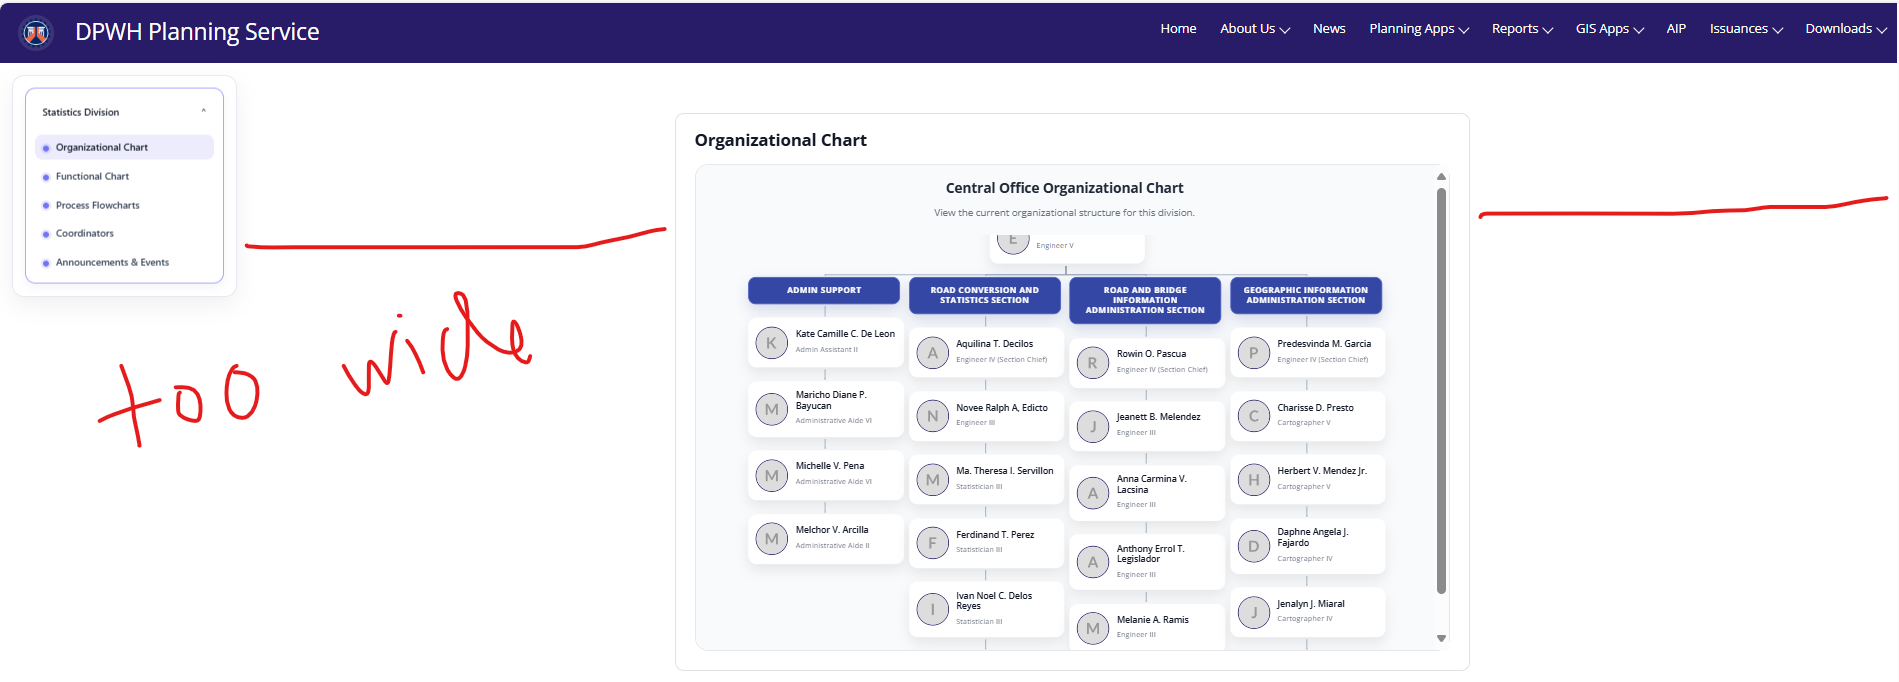 DPWH Planning Service
Home About Us News Planning Apps Reports GIS Apps AIP Issuances Downloads
Statistics Division
Organizational Chart
Functional Chart
Process Flowcharts
Coordinators
Announcements & Events
too wide
Organizational Chart
Central Office Organizational Chart
View the current organizational structure for this division.
E
Engineer V
ADMIN SUPPORT
K
Kate Camille C. De Leon
Admin Assistant II
M
Maricho Diane P.
Bayucan
Administrative Aide VI
M
Michelle V. Pena
Administrative Aide VI
M
Melchor V. Arcilla
Administrative Aide II
ROAD CONVERSION AND
STATISTICS SECTION
A
Aquilina T. Decilos
Engineer IV (Section Chief)
N
Novee Ralph A, Edicto
Engineer III
M
Ma. Theresa I. Servillon
Statistician III
F
Ferdinand T. Perez
Statistician III
I
Ivan Noel C. Delos
Reyes
Statistician III
ROAD AND BRIDGE
INFORMATION
ADMINISTRATION SECTION
R
Rowin O. Pascua
Engineer IV (Section Chief)
J
Jeanett B. Melendez
Engineer III
A
Anna Carmina V.
Lacsina
Engineer III
A
Anthony Errol T.
Legislador
Engineer III
M
Melanie A. Ramis
Engineer III
GEOGRAPHIC INFORMATION
ADMINISTRATION SECTION
P
Predesvinda M. Garcia
Engineer IV (Section Chief)
C
Charisse D. Presto
Cartographer V
H
Herbert V. Mendez Jr.
Cartographer V
D
Daphne Angela J.
Fajardo
Cartographer IV
J
Jenalyn J. Miaral
Cartographer IV